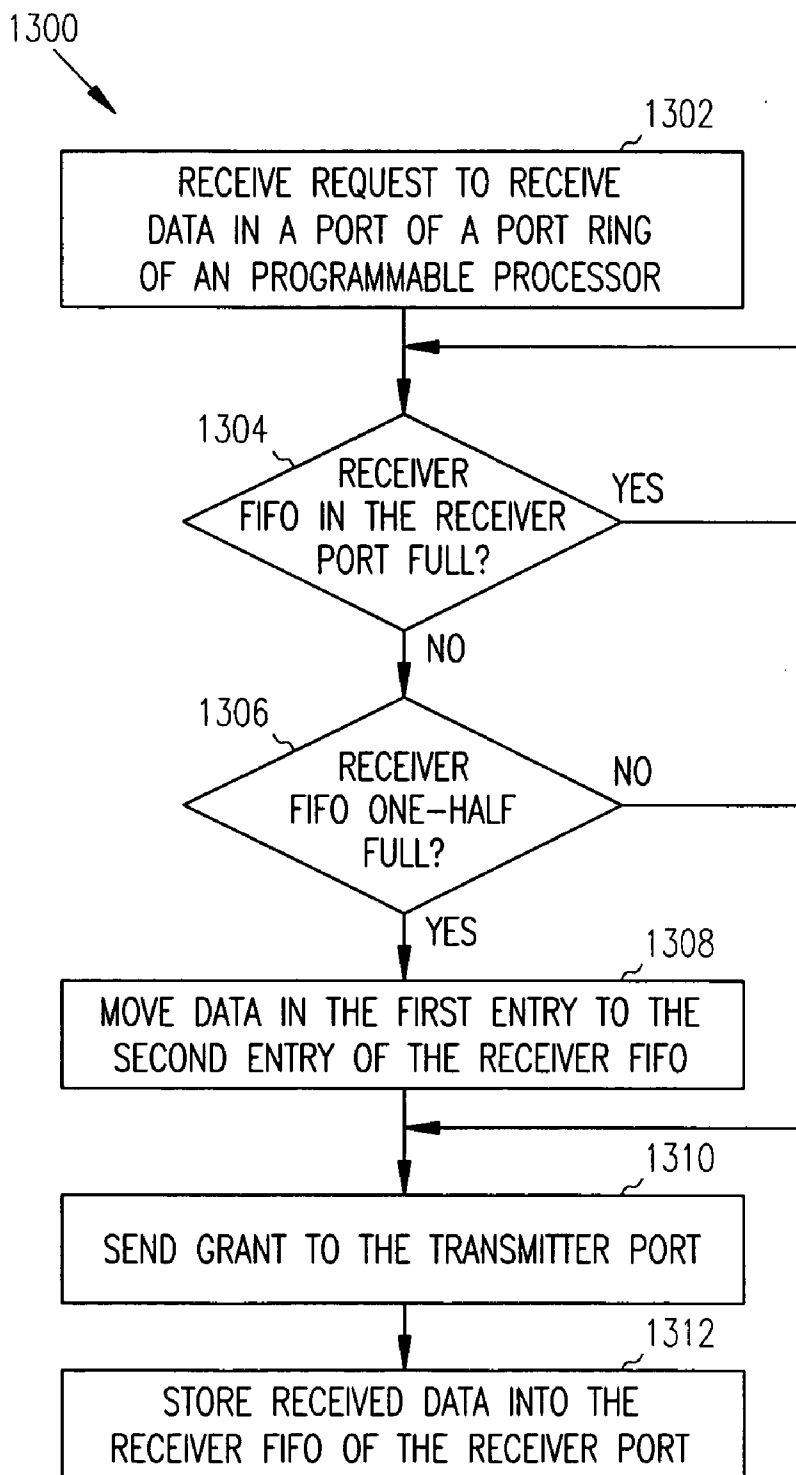 1300
1302
RECEIVE REQUEST TO RECEIVE
DATA IN A PORT OF A PORT RING
OF AN PROGRAMMABLE PROCESSOR
1304
RECEIVER
FIFO IN THE RECEIVER
PORT FULL?
YES
NO
1306
RECEIVER
FIFO ONE-HALF
FULL?
NO
YES
1308
MOVE DATA IN THE FIRST ENTRY TO THE
SECOND ENTRY OF THE RECEIVER FIFO
1310
SEND GRANT TO THE TRANSMITTER PORT
1312
STORE RECEIVED DATA INTO THE
RECEIVER FIFO OF THE RECEIVER PORT